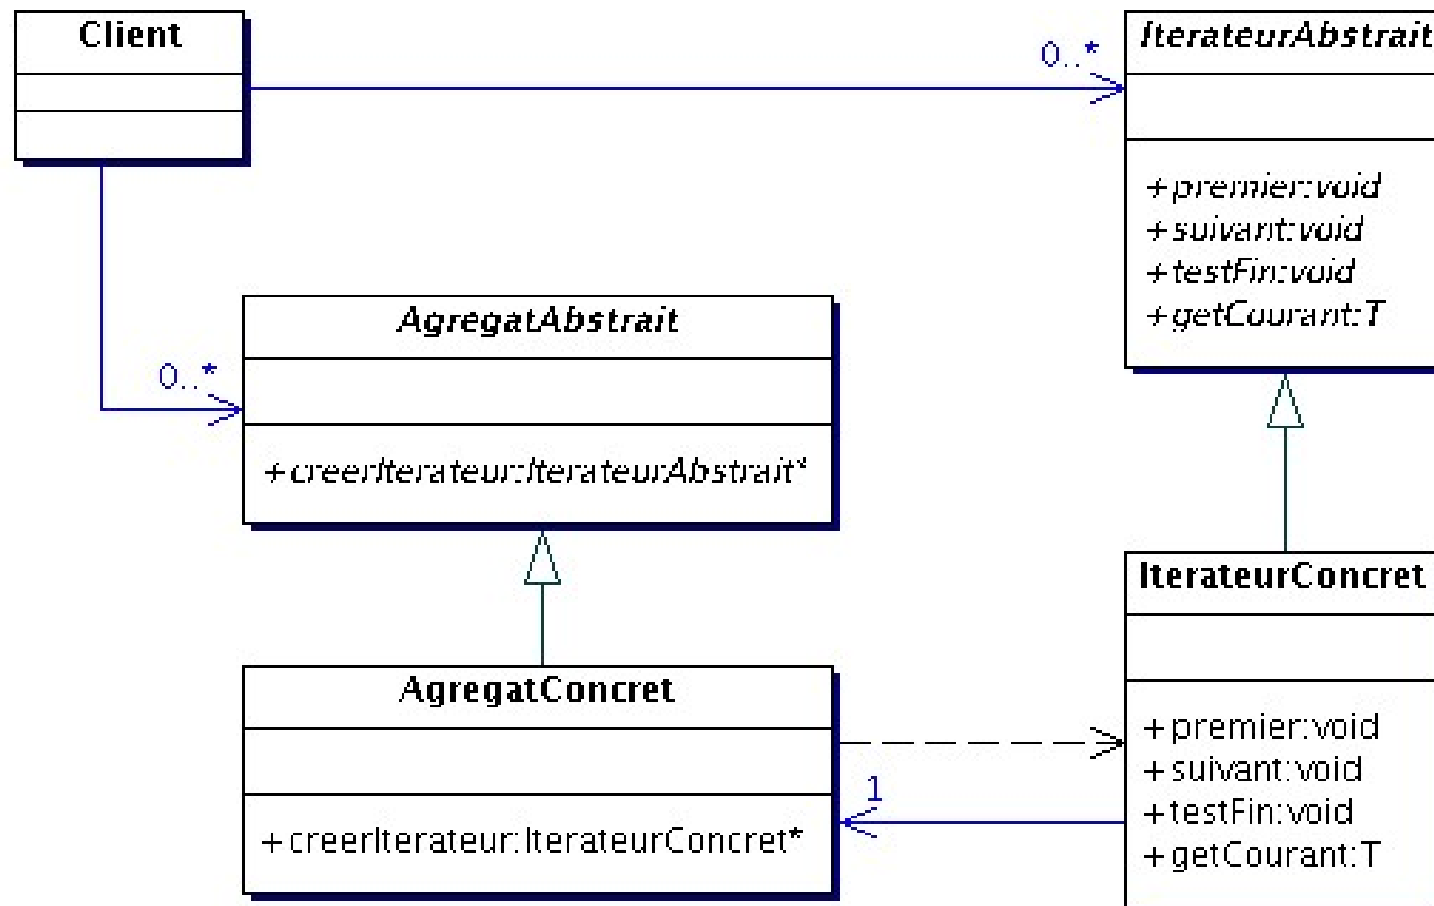 Client
IterateurAbstrait
0..*
+premier:void
+suivant:void
+testFin:void
+getCourant:T
AgregatAbstrait
0..*
+creerIterateur:IterateurAbstrait*
IterateurConcret
AgregatConcret
+premier:void
+suivant:void
1
+testFin:void
+creerIterateur:IterateurConcret*
+getCourant:T